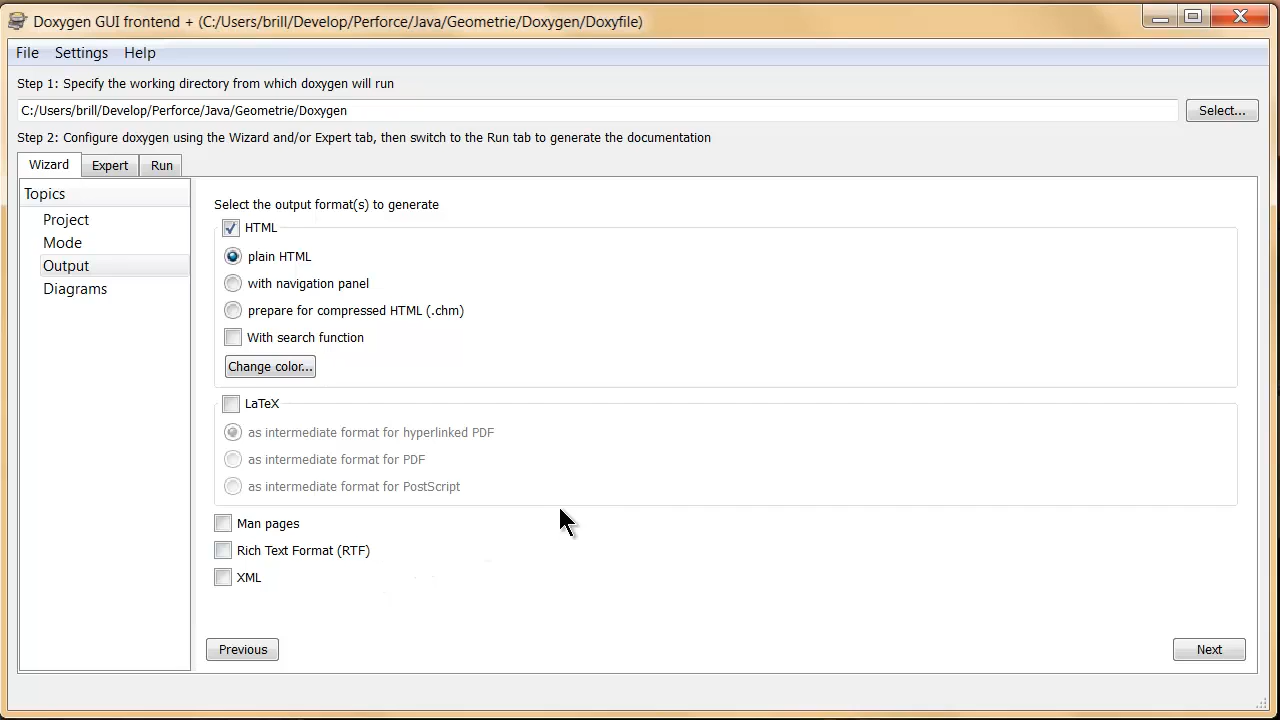 Doxygen GUI frontend + (C:/Users/brill/Develop/Perforce/Java/Geometrie/Doxygen/Doxyfile)
File Settings Help
Step 1: Specify the working directory from which doxygen will run
C:/Users/brill/Develop/Perforce/Java/Geometrie/Doxygen Select...
Step 2: Configure doxygen using the Wizard and/or Expert tab, then switch to the Run tab to generate the documentation
Wizard Expert Run
Topics
Project
Mode
Output
Diagrams
Select the output format(s) to generate
HTML
plain HTML
with navigation panel
prepare for compressed HTML (.chm)
With search function
Change color...
LaTeX
as intermediate format for hyperlinked PDF
as intermediate format for PDF
as intermediate format for PostScript
Man pages
Rich Text Format (RTF)
XML
Previous Next